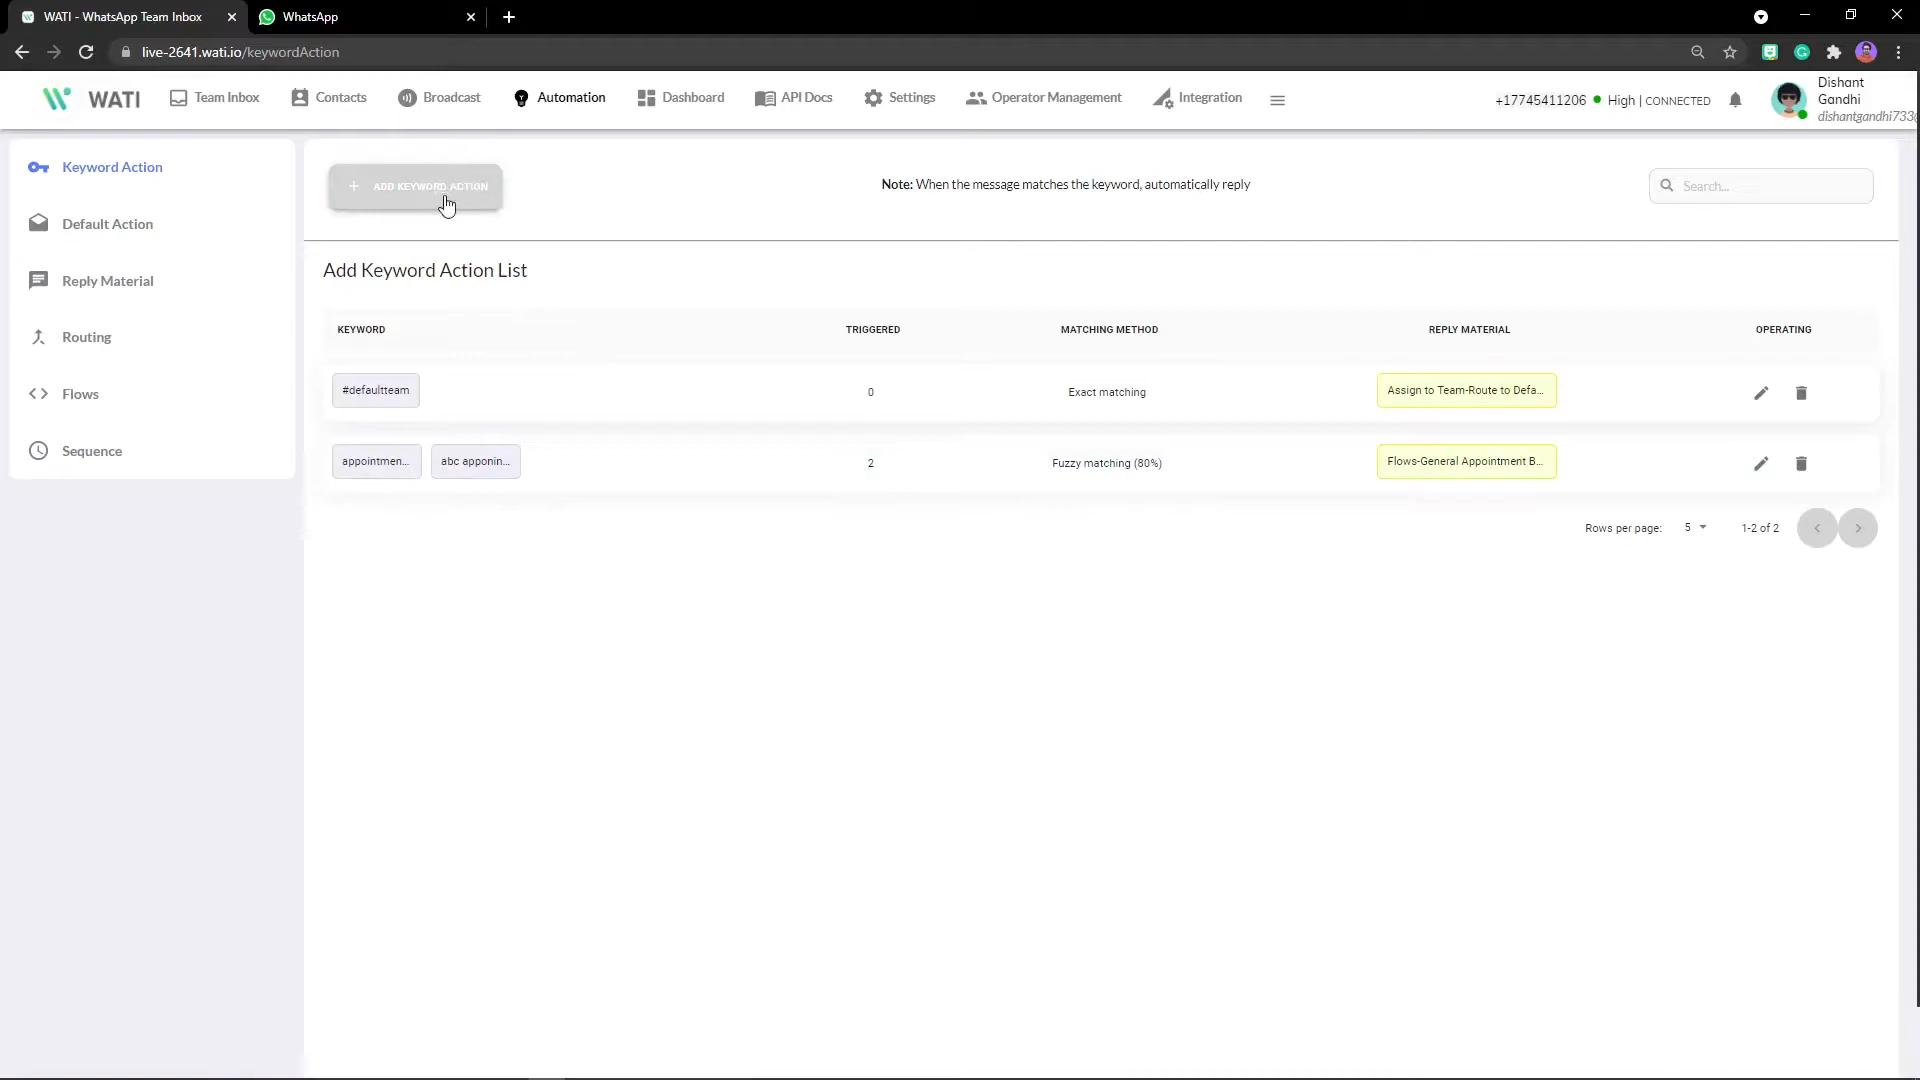 WATI - WhatsApp Team Inbox
WhatsApp
live-2641.wati.io/keywordAction
WATI
Team Inbox
Contacts
Broadcast
Automation
Dashboard
API Docs
Settings
Operator Management
Integration
+17745411206
High | CONNECTED
Dishant
Gandhi
dishantgandhi733@
Keyword Action
Default Action
Reply Material
Routing
Flows
Sequence
+ ADD KEYWORD ACTION
Note: When the message matches the keyword, automatically reply
Search...
Add Keyword Action List
KEYWORD TRIGGERED MATCHING METHOD REPLY MATERIAL OPERATING
#defaultteam 0 Exact matching Assign to Team-Route to Defa...
appointmen... abc apponin... 2 Fuzzy matching (80%) Flows-General Appointment B...
Rows per page: 5 1-2 of 2